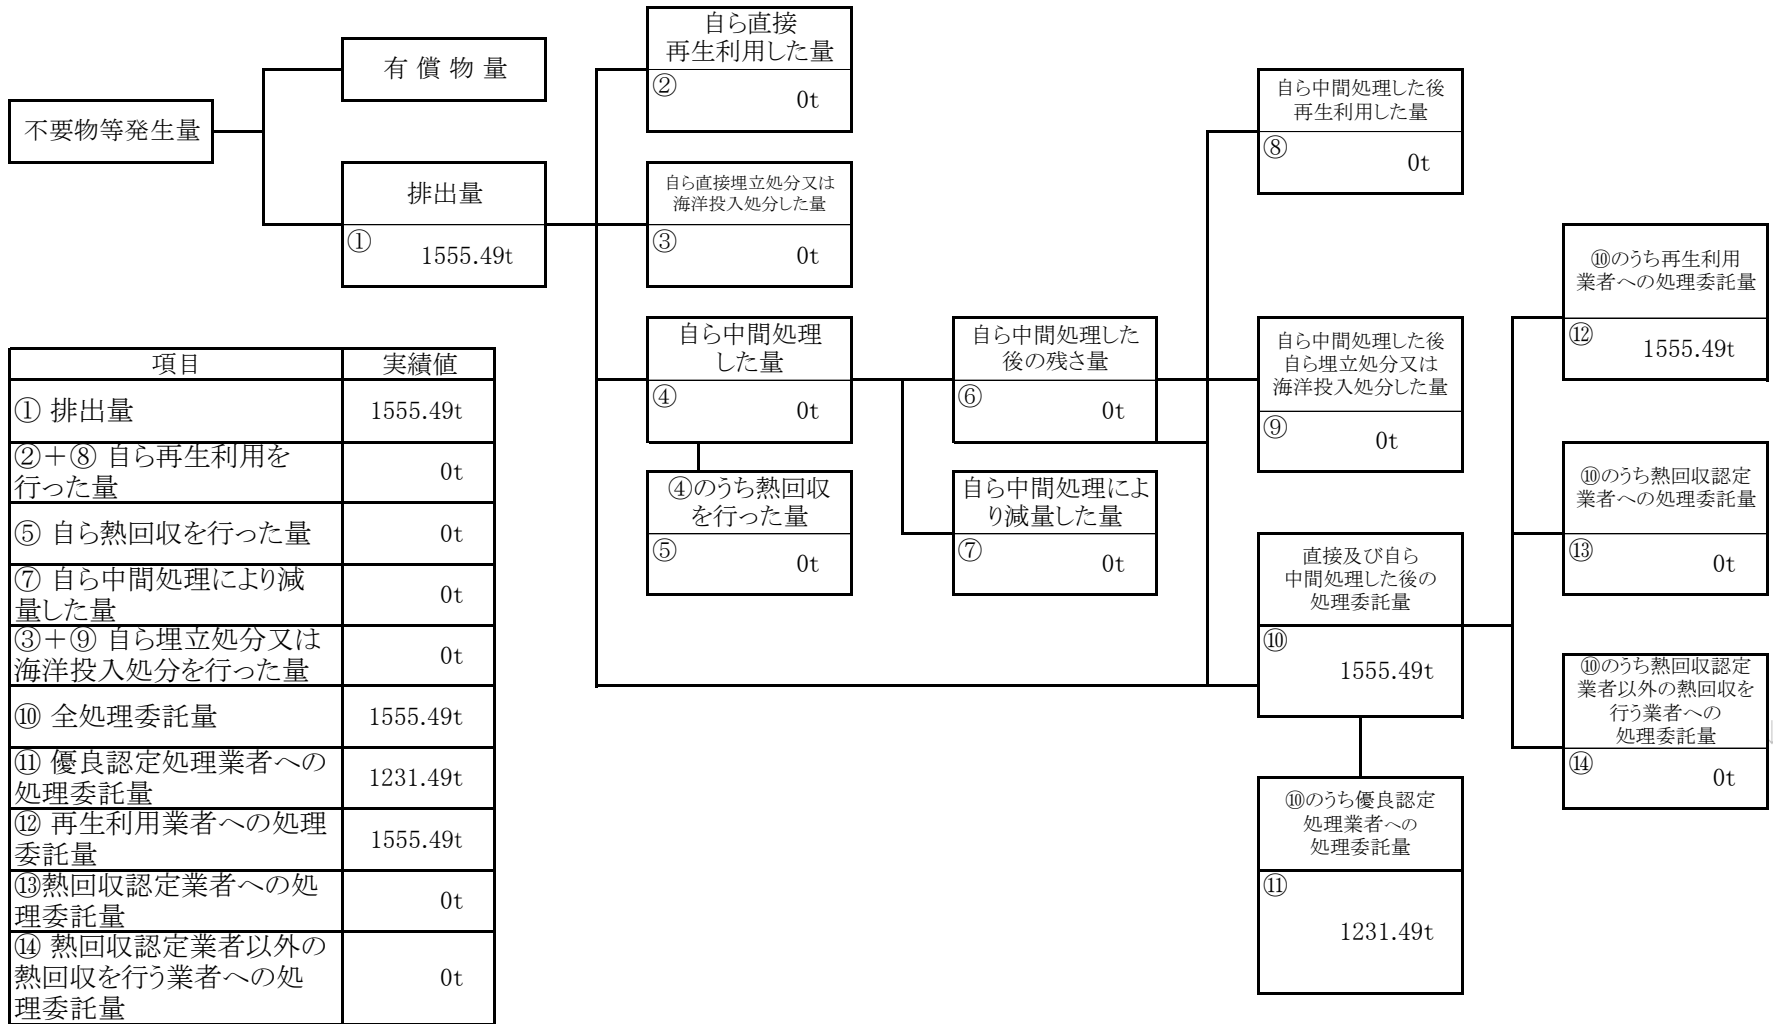 不要物等発生量
有 償 物 量
排出量
①
1555.49t
自ら直接
再生利用した量
②
0t
自ら直接埋立処分又は
海洋投入処分した量
③
0t
自ら中間処理
した量
④
0t
④のうち熱回収
を行った量
⑤
0t
自ら中間処理した
後の残さ量
⑥
0t
自ら中間処理によ
り減量した量
⑦
0t
自ら中間処理した後
再生利用した量
⑧
0t
自ら中間処理した後
自ら埋立処分又は
海洋投入処分した量
⑨
0t
直接及び自ら
中間処理した後の
処理委託量
⑩
1555.49t
⑩のうち優良認定
処理業者への
処理委託量
⑪
1231.49t
⑩のうち再生利用
業者への処理委託量
⑫
1555.49t
⑩のうち熱回収認定
業者への処理委託量
⑬
0t
⑩のうち熱回収認定
業者以外の熱回収を
行う業者への
処理委託量
⑭
0t
項目 実績値
① 排出量 1555.49t
②＋⑧ 自ら再生利用を
行った量 0t
⑤ 自ら熱回収を行った量 0t
⑦ 自ら中間処理により減
量した量 0t
③＋⑨ 自ら埋立処分又は
海洋投入処分を行った量 0t
⑩ 全処理委託量 1555.49t
⑪ 優良認定処理業者への
処理委託量 1231.49t
⑫ 再生利用業者への処理
委託量 1555.49t
⑬熱回収認定業者への処
理委託量 0t
⑭ 熱回収認定業者以外の
熱回収を行う業者への処
理委託量 0t